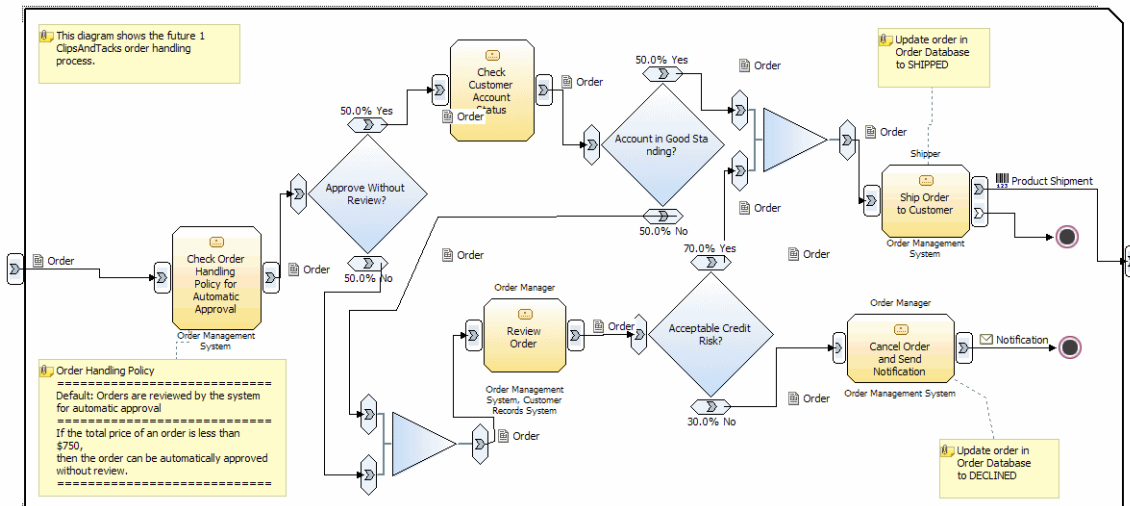 This diagram shows the future 1
ClipsAndTacks order handling
process.
Update order in
Order Database
to SHIPPED
50.0% Yes
Order
Check
Customer
Account
Status
Order
Order
50.0% Yes
Order
Account in Good Sta
nding?
50.0% No
Order
Order
Shipper
Ship Order
to Customer
Order Management
System
123
Product Shipment
50.0% Yes
Approve Without
Review?
50.0% No
Order
Order
Check Order
Handling
Policy for
Automatic
Approval
Order Management
System
Order
Order
Order Manager
Review
Order
Order Management
System, Customer
Records System
Order
Order
70.0% Yes
Order
Acceptable Credit
Risk?
30.0% No
Order
Order Manager
Cancel Order
and Send
Notification
Order Management System
Notification
Order Handling Policy
=============================
Default: Orders are reviewed by the system
for automatic approval
=============================
If the total price of an order is less than
$750,
then the order can be automatically approved
without review.
=============================
Update order in
Order Database
to DECLINED